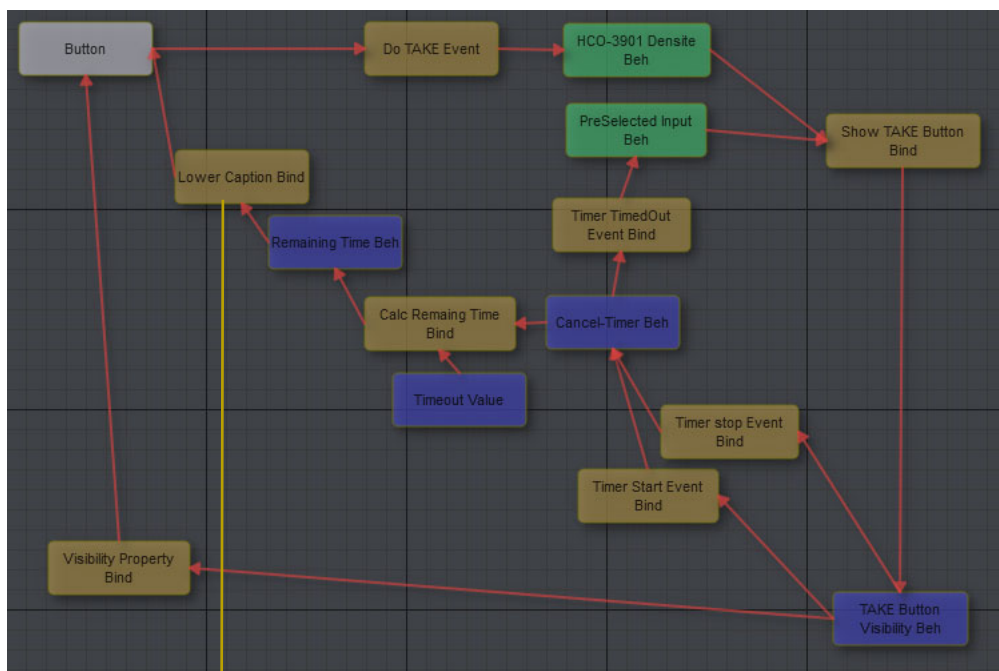 Button
Do TAKE Event
HCO-3901 Densite
Beh
PreSelected Input
Beh
Show TAKE Button
Bind
Lower Caption Bind
Timer TimedOut
Event Bind
Remaining Time Beh
Calc Remaing Time
Bind
Cancel-Timer Beh
Timeout Value
Timer stop Event
Bind
Timer Start Event
Bind
Visibility Property
Bind
TAKE Button
Visibility Beh